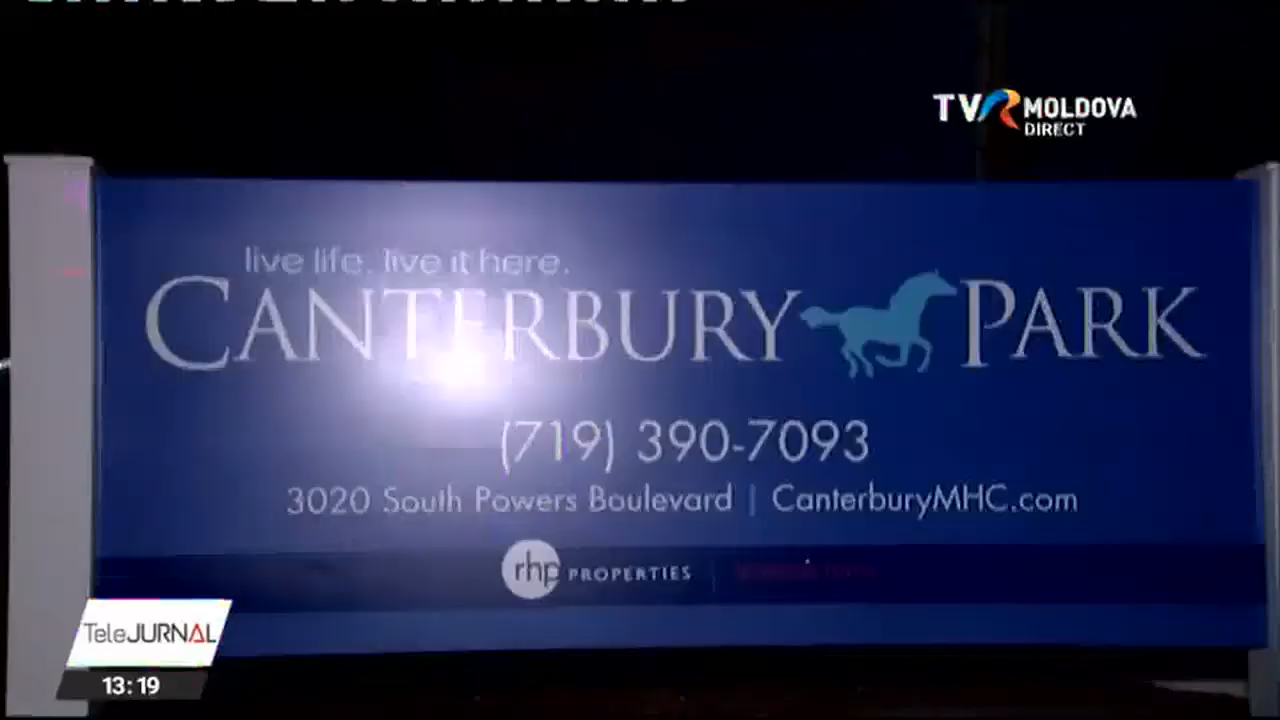 TVR MOLDOVA
DIRECT
live life. live it here.
CANTERBURY PARK
(719) 390-7093
3020 South Powers Boulevard | CanterburyMHC.com
rhp PROPERTIES
TeleJURNAL
13:19